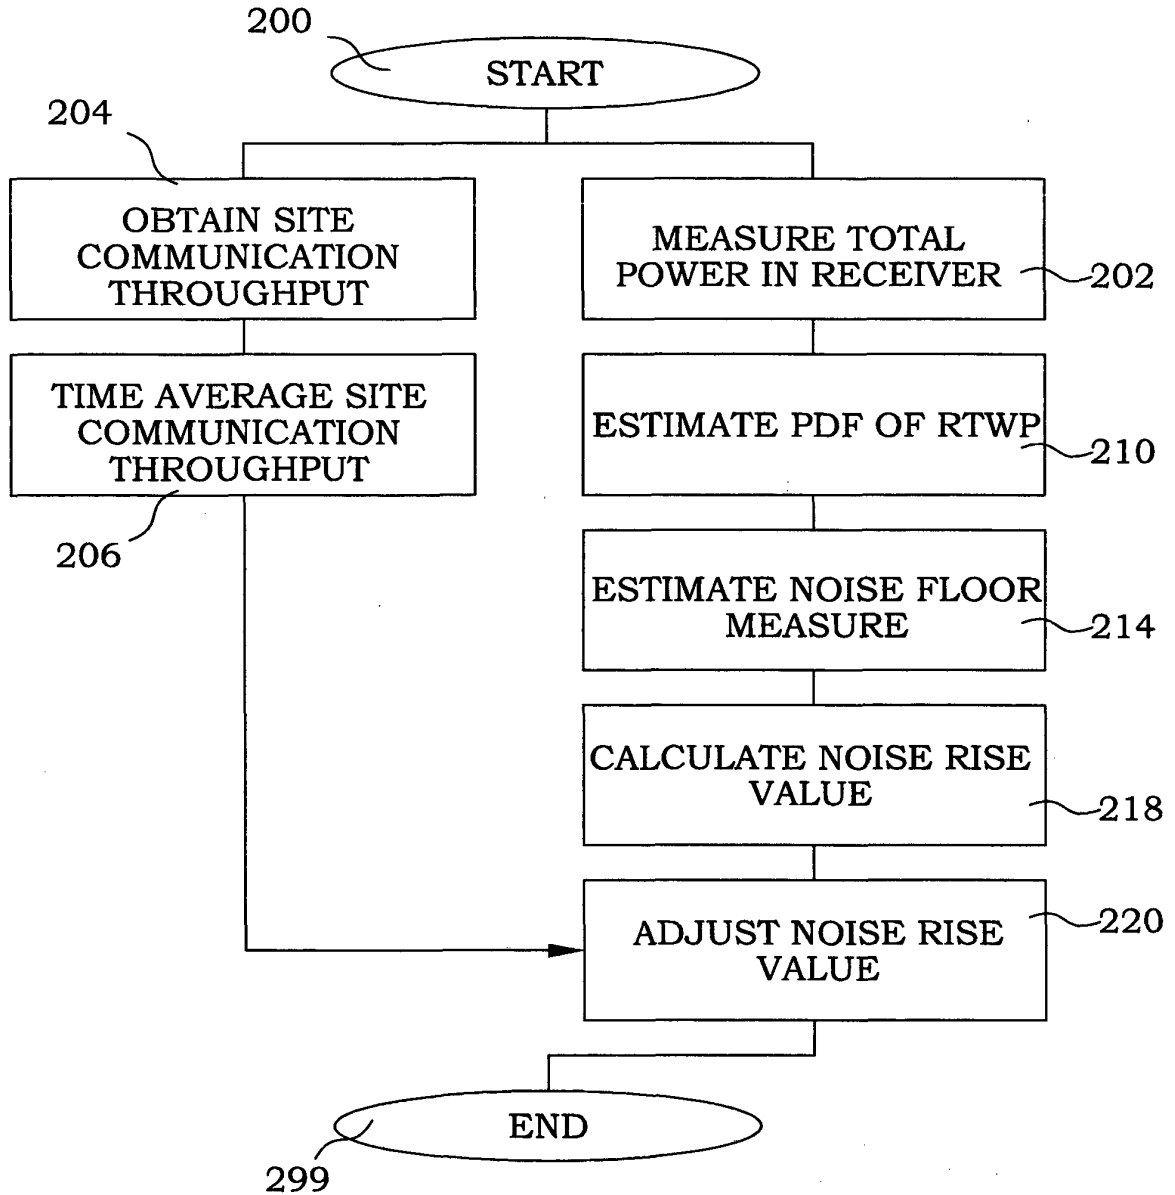 200
START
204
OBTAIN SITE
COMMUNICATION
THROUGHPUT
MEASURE TOTAL
POWER IN RECEIVER
202
TIME AVERAGE SITE
COMMUNICATION
THROUGHPUT
206
ESTIMATE PDF OF RTWP
210
ESTIMATE NOISE FLOOR
MEASURE
214
CALCULATE NOISE RISE
VALUE
218
ADJUST NOISE RISE
VALUE
220
END
299